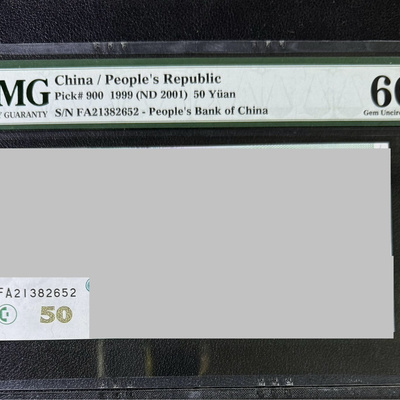 MG
China / People's Republic
Pick# 900 1999 (ND 2001) 50 Yüan
Y GUARANTY
S/N FA21382652 - People's Bank of China
Gem Uncirc
FA21382652
50